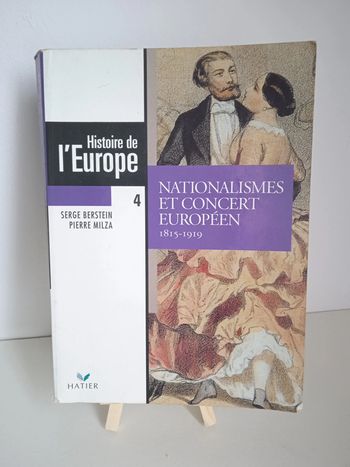 Histoire de
l'Europe
4
SERGE BERSTEIN
PIERRE MILZA
NATIONALISMES
ET CONCERT
EUROPÉEN
1815-1919
HATIER